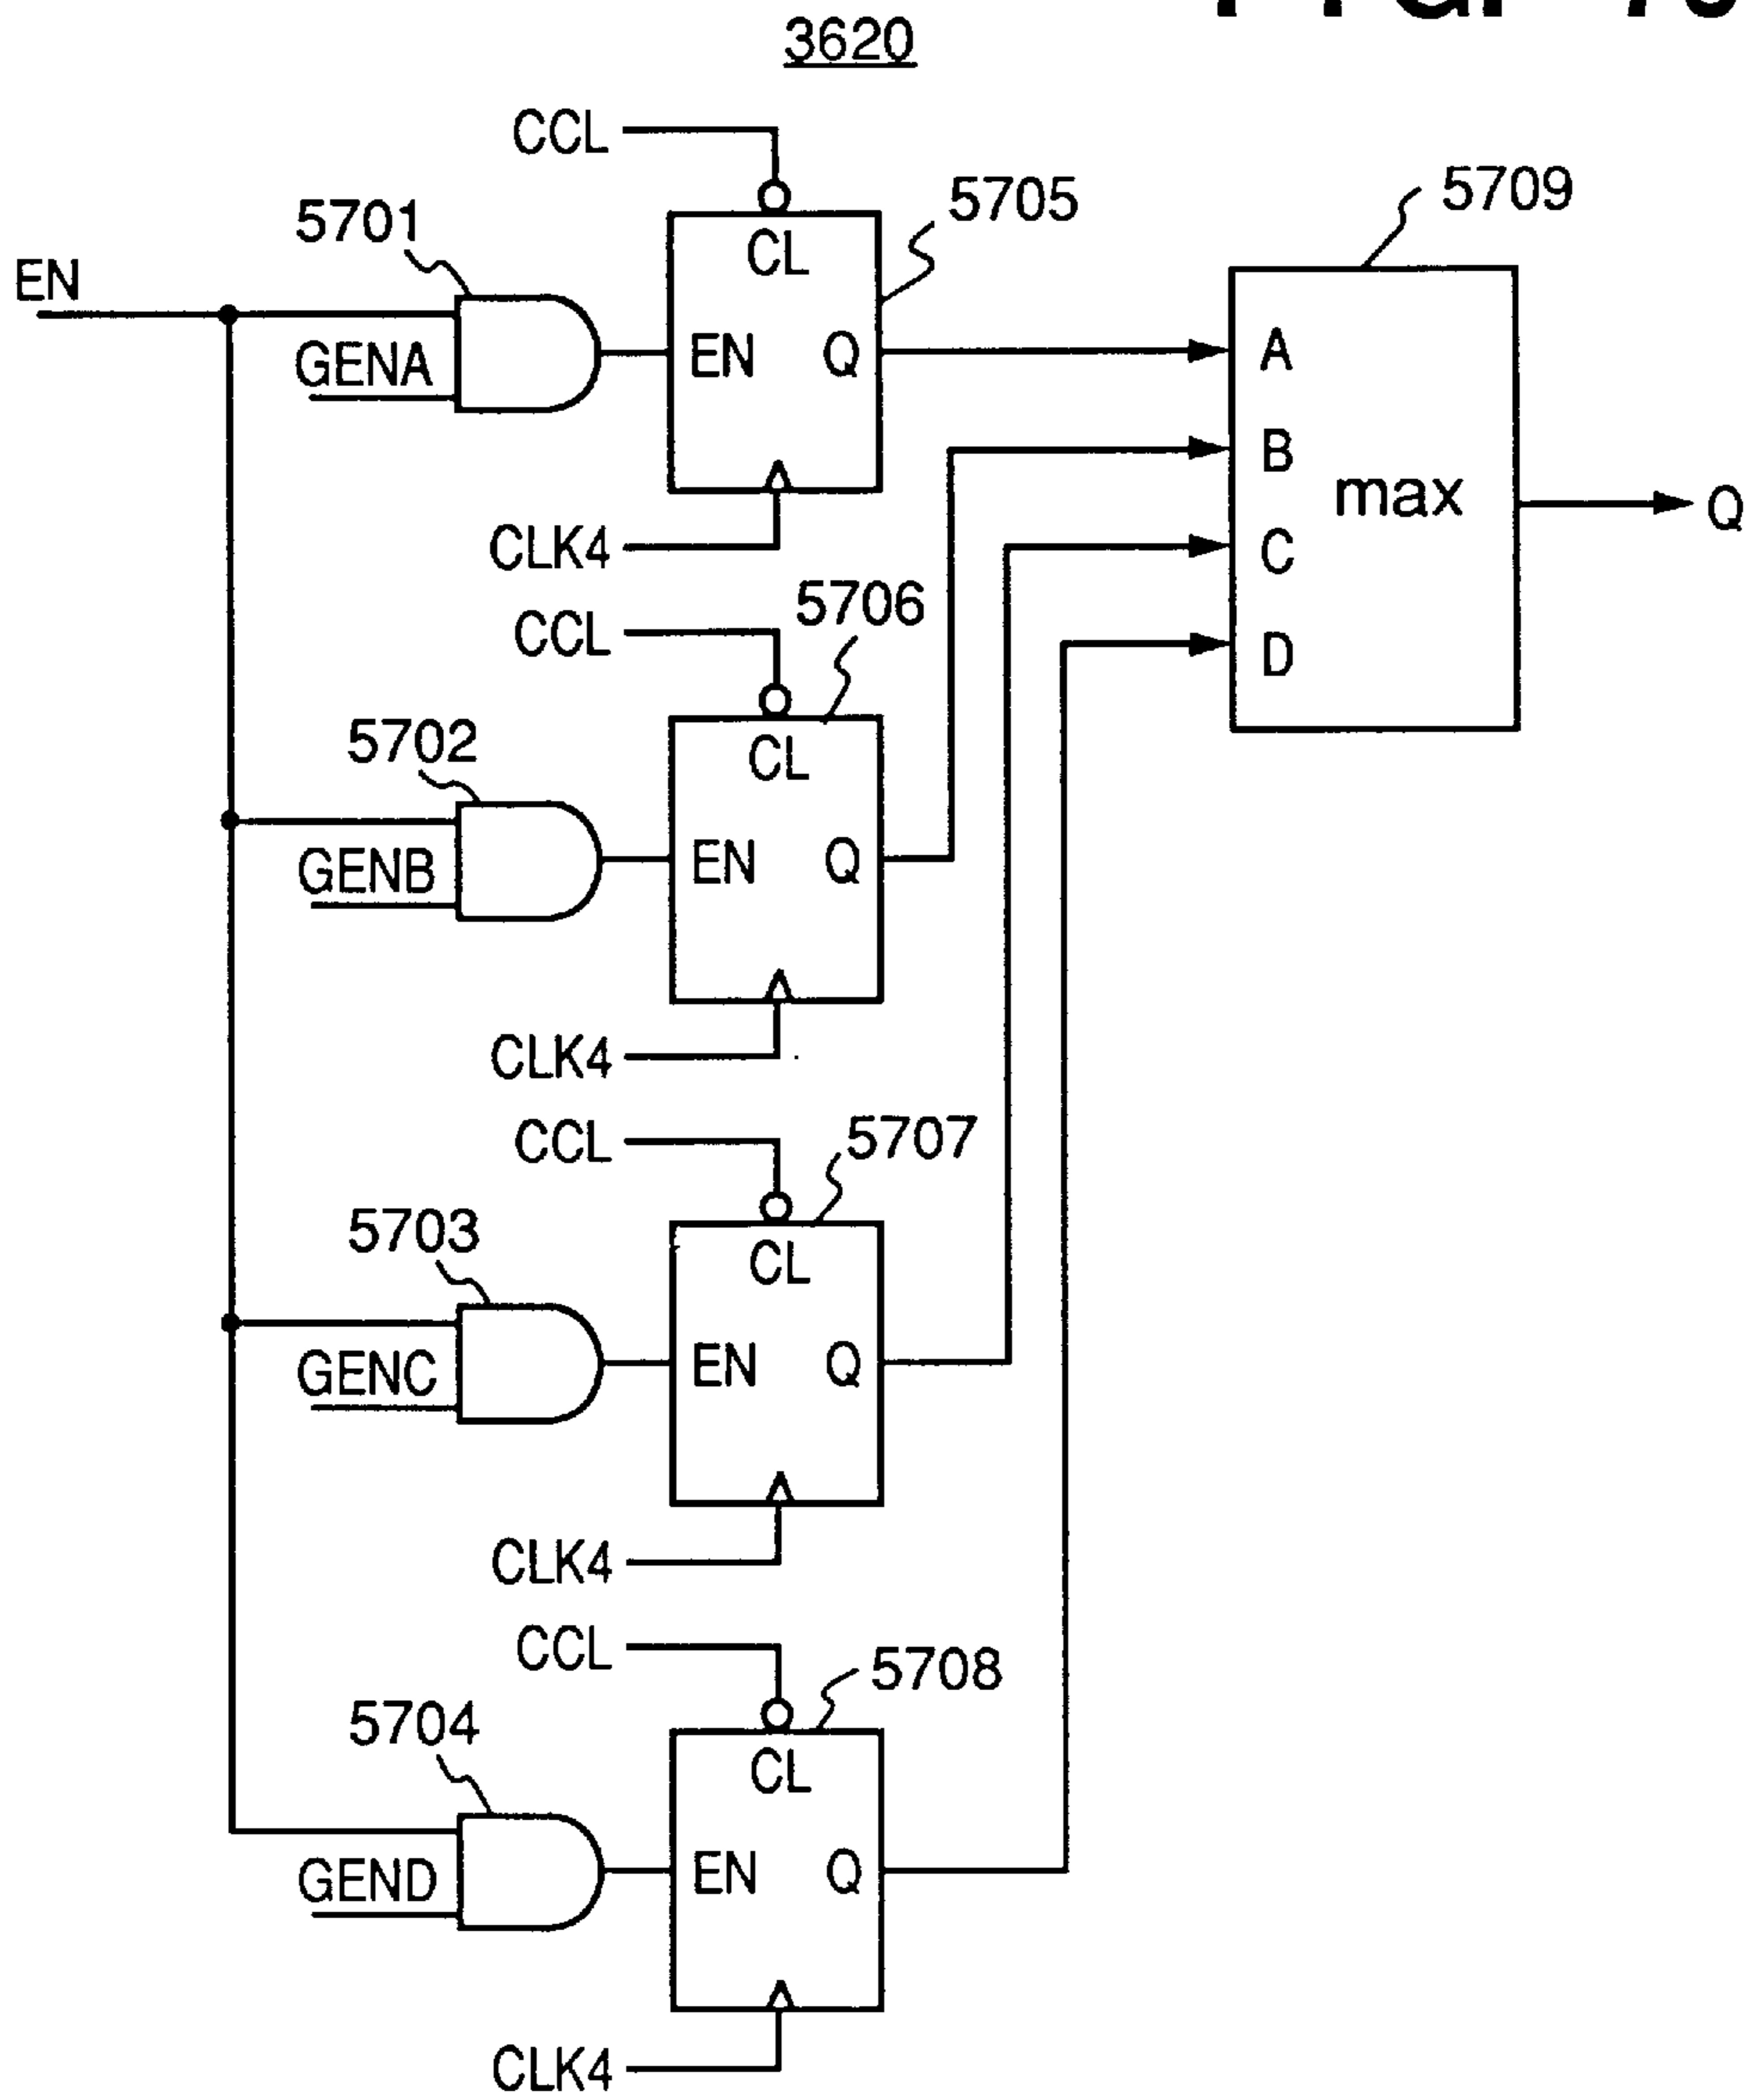 3620
CCL
5705
5709
5701
CL
EN
EN
Q
A
GENA
B
max
Q
CLK4
C
5706
CCL
D
5702
CL
EN
Q
GENB
CLK4
CCL
5707
5703
CL
EN
Q
GENC
CLK4
CCL
5708
5704
CL
EN
Q
GEND
CLK4